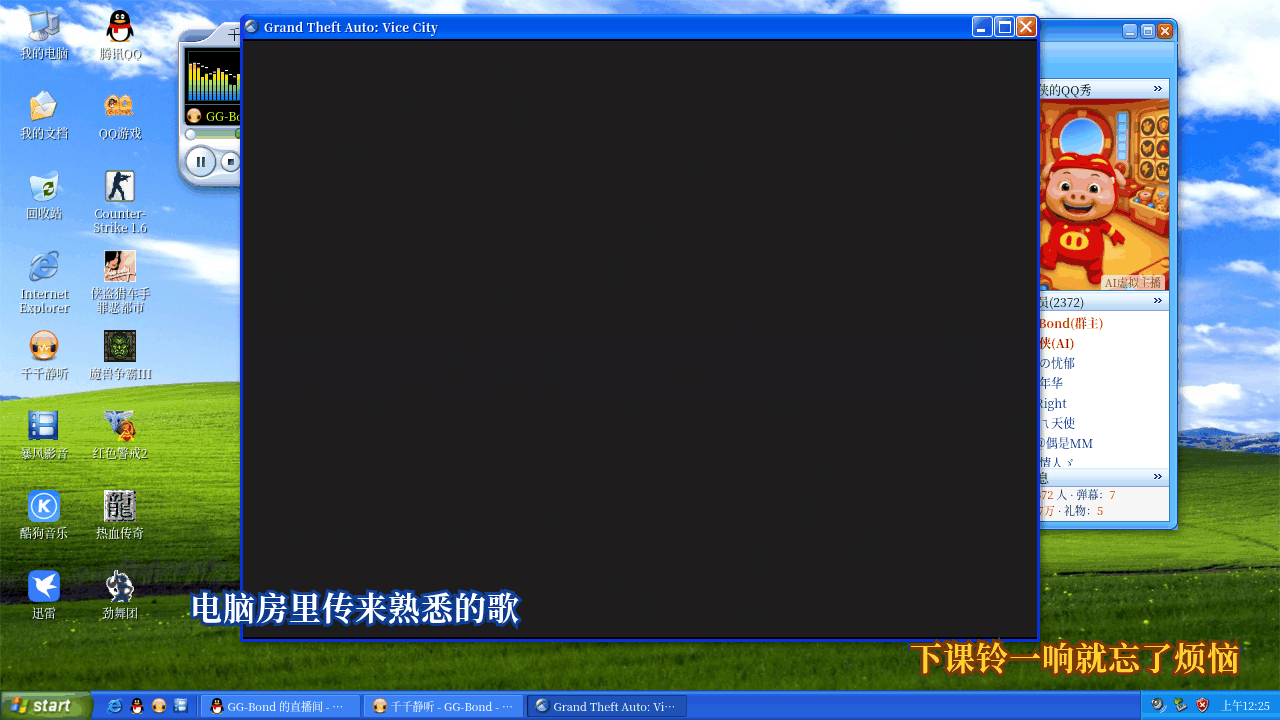 我的电脑
腾讯QQ
我的文档
QQ游戏
回收站
Counter-
Strike 1.6
Internet
Explorer
侠盗猎车手
罪恶都市
千千静听
魔兽争霸III
暴风影音
红色警戒2
酷狗音乐
热血传奇
迅雷
劲舞团
千
GG-Bo
Grand Theft Auto: Vice City
侠的QQ秀
AI虚拟主播
员(2372)
Bond(群主)
侠(AI)
の忧郁
年华
Right
天使
@偶是MM
情人ゞ
息
372 人 · 弹幕: 7
7万 · 礼物: 5
电脑房里传来熟悉的歌
下课铃一响就忘了烦恼
start
GG-Bond 的直播间 - ···
千千静听 - GG-Bond - ···
Grand Theft Auto: Vi···
上午12:25